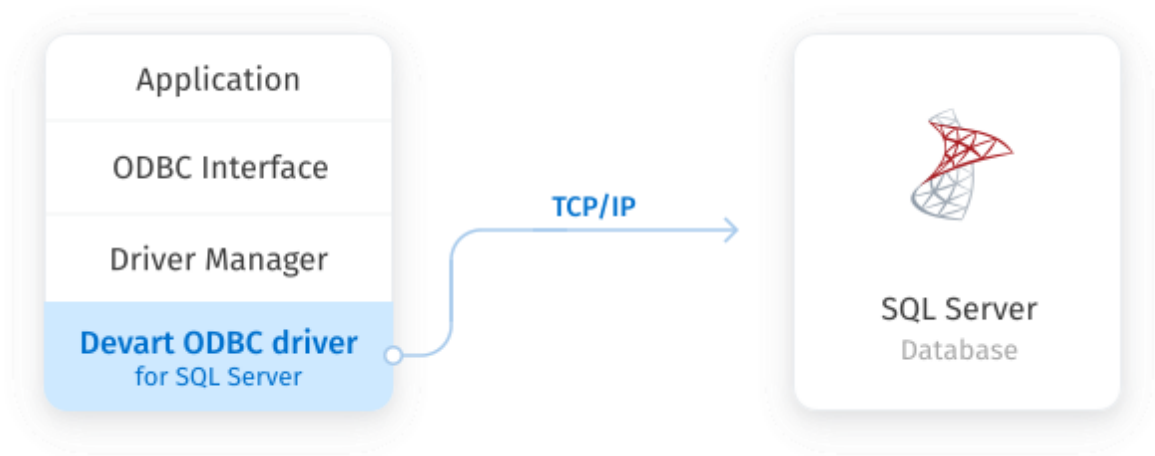 Application
ODBC Interface
Driver Manager
Devart ODBC driver
for SQL Server
TCP/IP
SQL Server
Database